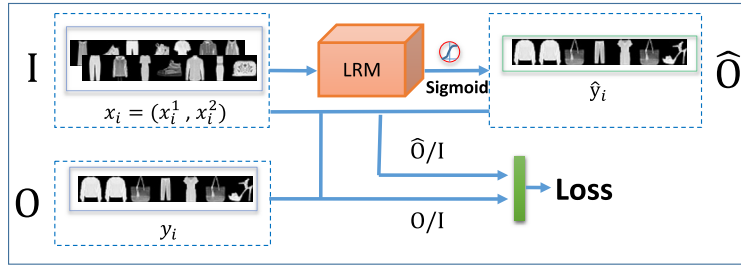 I
LRM
Sigmoid
x_i = (x_i^1 , x_i^2)
ŷ_i
Ô
Ô/I
O
Loss
y_i
O/I